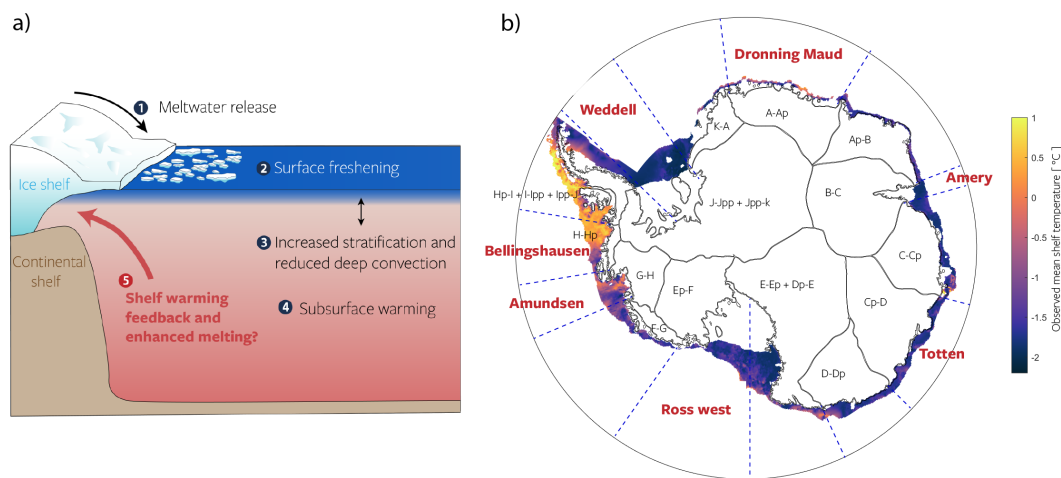 a)
1 Meltwater release
2 Surface freshening
Ice shelf
3 Increased stratification and
reduced deep convection
Continental
shelf
4 Subsurface warming
5 Shelf warming
feedback and
enhanced melting?
b)
Dronning Maud
Weddell
K-A
A-Ap
Ap-B
Amery
B-C
Hp-I + I-Ipp + Ipp-J
J-Jpp + Jpp-k
H-Hp
Bellingshausen
C-Cp
G-H
Ep-F
E-Ep + Dp-E
Cp-D
Amundsen
F-G
Totten
D-Dp
Ross west
1
0.5
0
-0.5
-1
-1.5
-2
Observed mean shelf temperature [ °C]